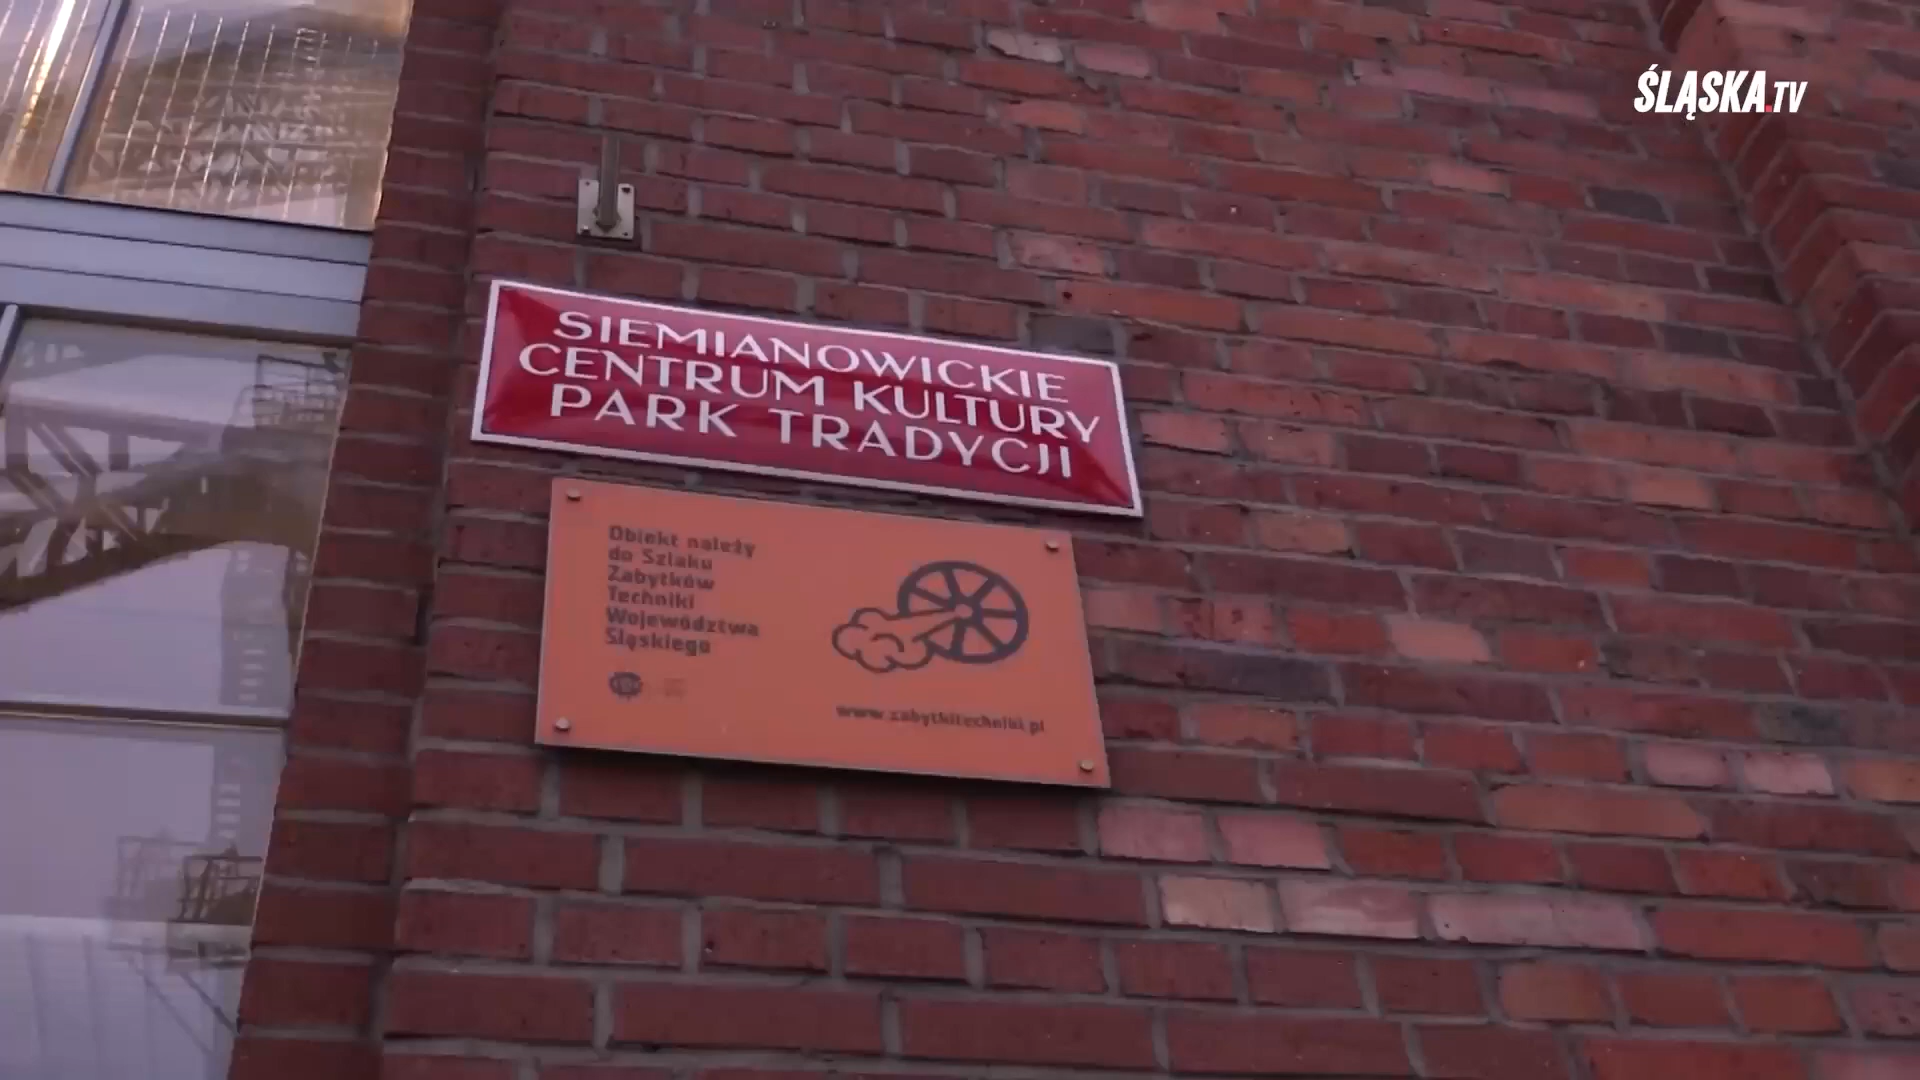 ŚLĄSKA.TV
SIEMIANOWICKIE
CENTRUM KULTURY
PARK TRADYCJI
Obiekt należy
do Szlaku
Zabytków
Techniki
Województwa
Śląskiego
www.zabytkitechniki.pl